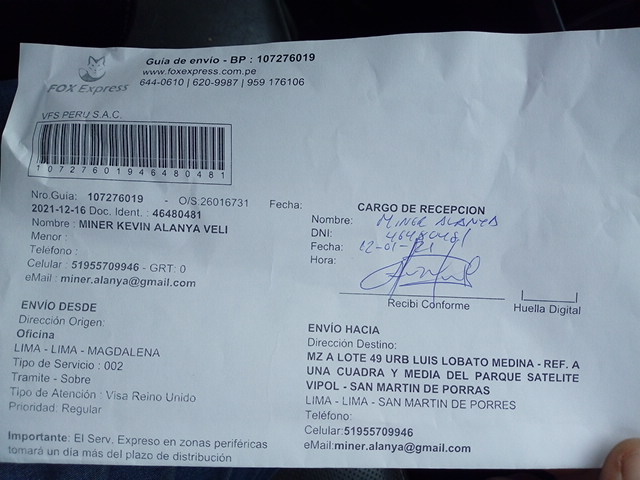 FOX Express
Guía de envío - BP : 107276019
www.foxexpress.com.pe
644-0610 | 620-9987 | 959 176106
VFS PERU S.A.C.
10727601946480481
Nro.Guía: 107276019 - O/S.26016731 Fecha:
2021-12-16 Doc. Ident. : 46480481
Nombre : MINER KEVIN ALANYA VELI
Menor :
Telefono :
Celular : 51955709946 - GRT: 0
eMail : miner.alanya@gmail.com
CARGO DE RECEPCION
Nombre: MINER ALANYA
DNI: 46480481
Fecha:
Hora:
Recibi Conforme
Huella Digital
ENVÍO DESDE
Dirección Origen:
Oficina
LIMA - LIMA - MAGDALENA
Tipo de Servicio : 002
Tramite - Sobre
Tipo de Atención : Visa Reino Unido
Prioridad: Regular
Importante: El Serv. Expreso en zonas periféricas
tomará un día más del plazo de distribución
ENVÍO HACIA
Dirección Destino:
MZ A LOTE 49 URB LUIS LOBATO MEDINA - REF. A
UNA CUADRA Y MEDIA DEL PARQUE SATELITE
VIPOL - SAN MARTIN DE PORRAS
LIMA - LIMA - SAN MARTIN DE PORRES
Teléfono:
Celular:51955709946
eMail:miner.alanya@gmail.com